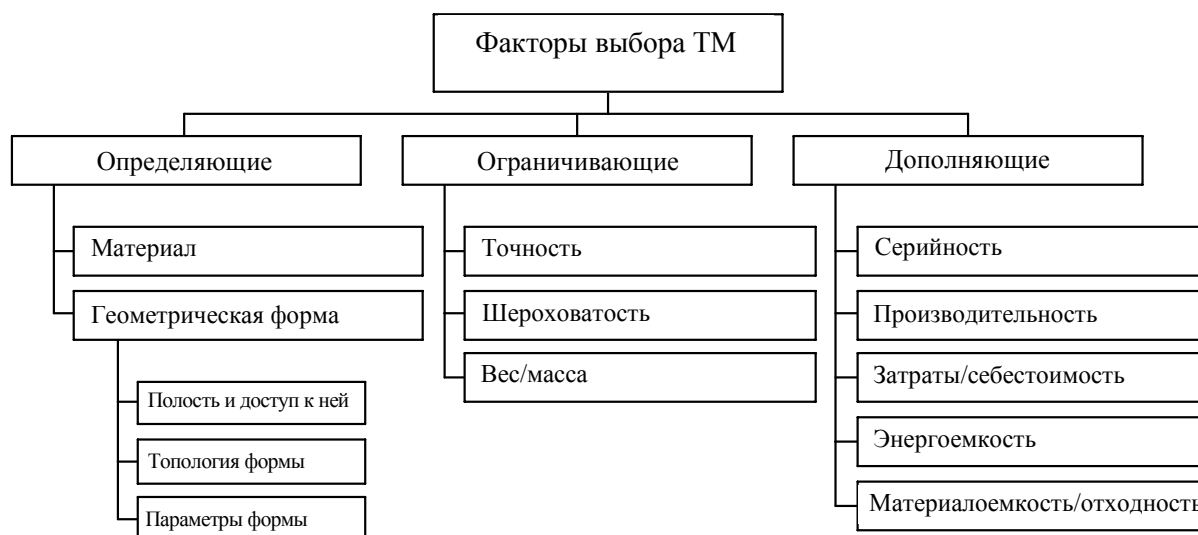 Факторы выбора ТМ
Определяющие
Материал
Геометрическая форма
Полость и доступ к ней
Топология формы
Параметры формы
Ограничивающие
Точность
Шероховатость
Вес/масса
Дополняющие
Серийность
Производительность
Затраты/себестоимость
Энергоемкость
Материалоемкость/отходность